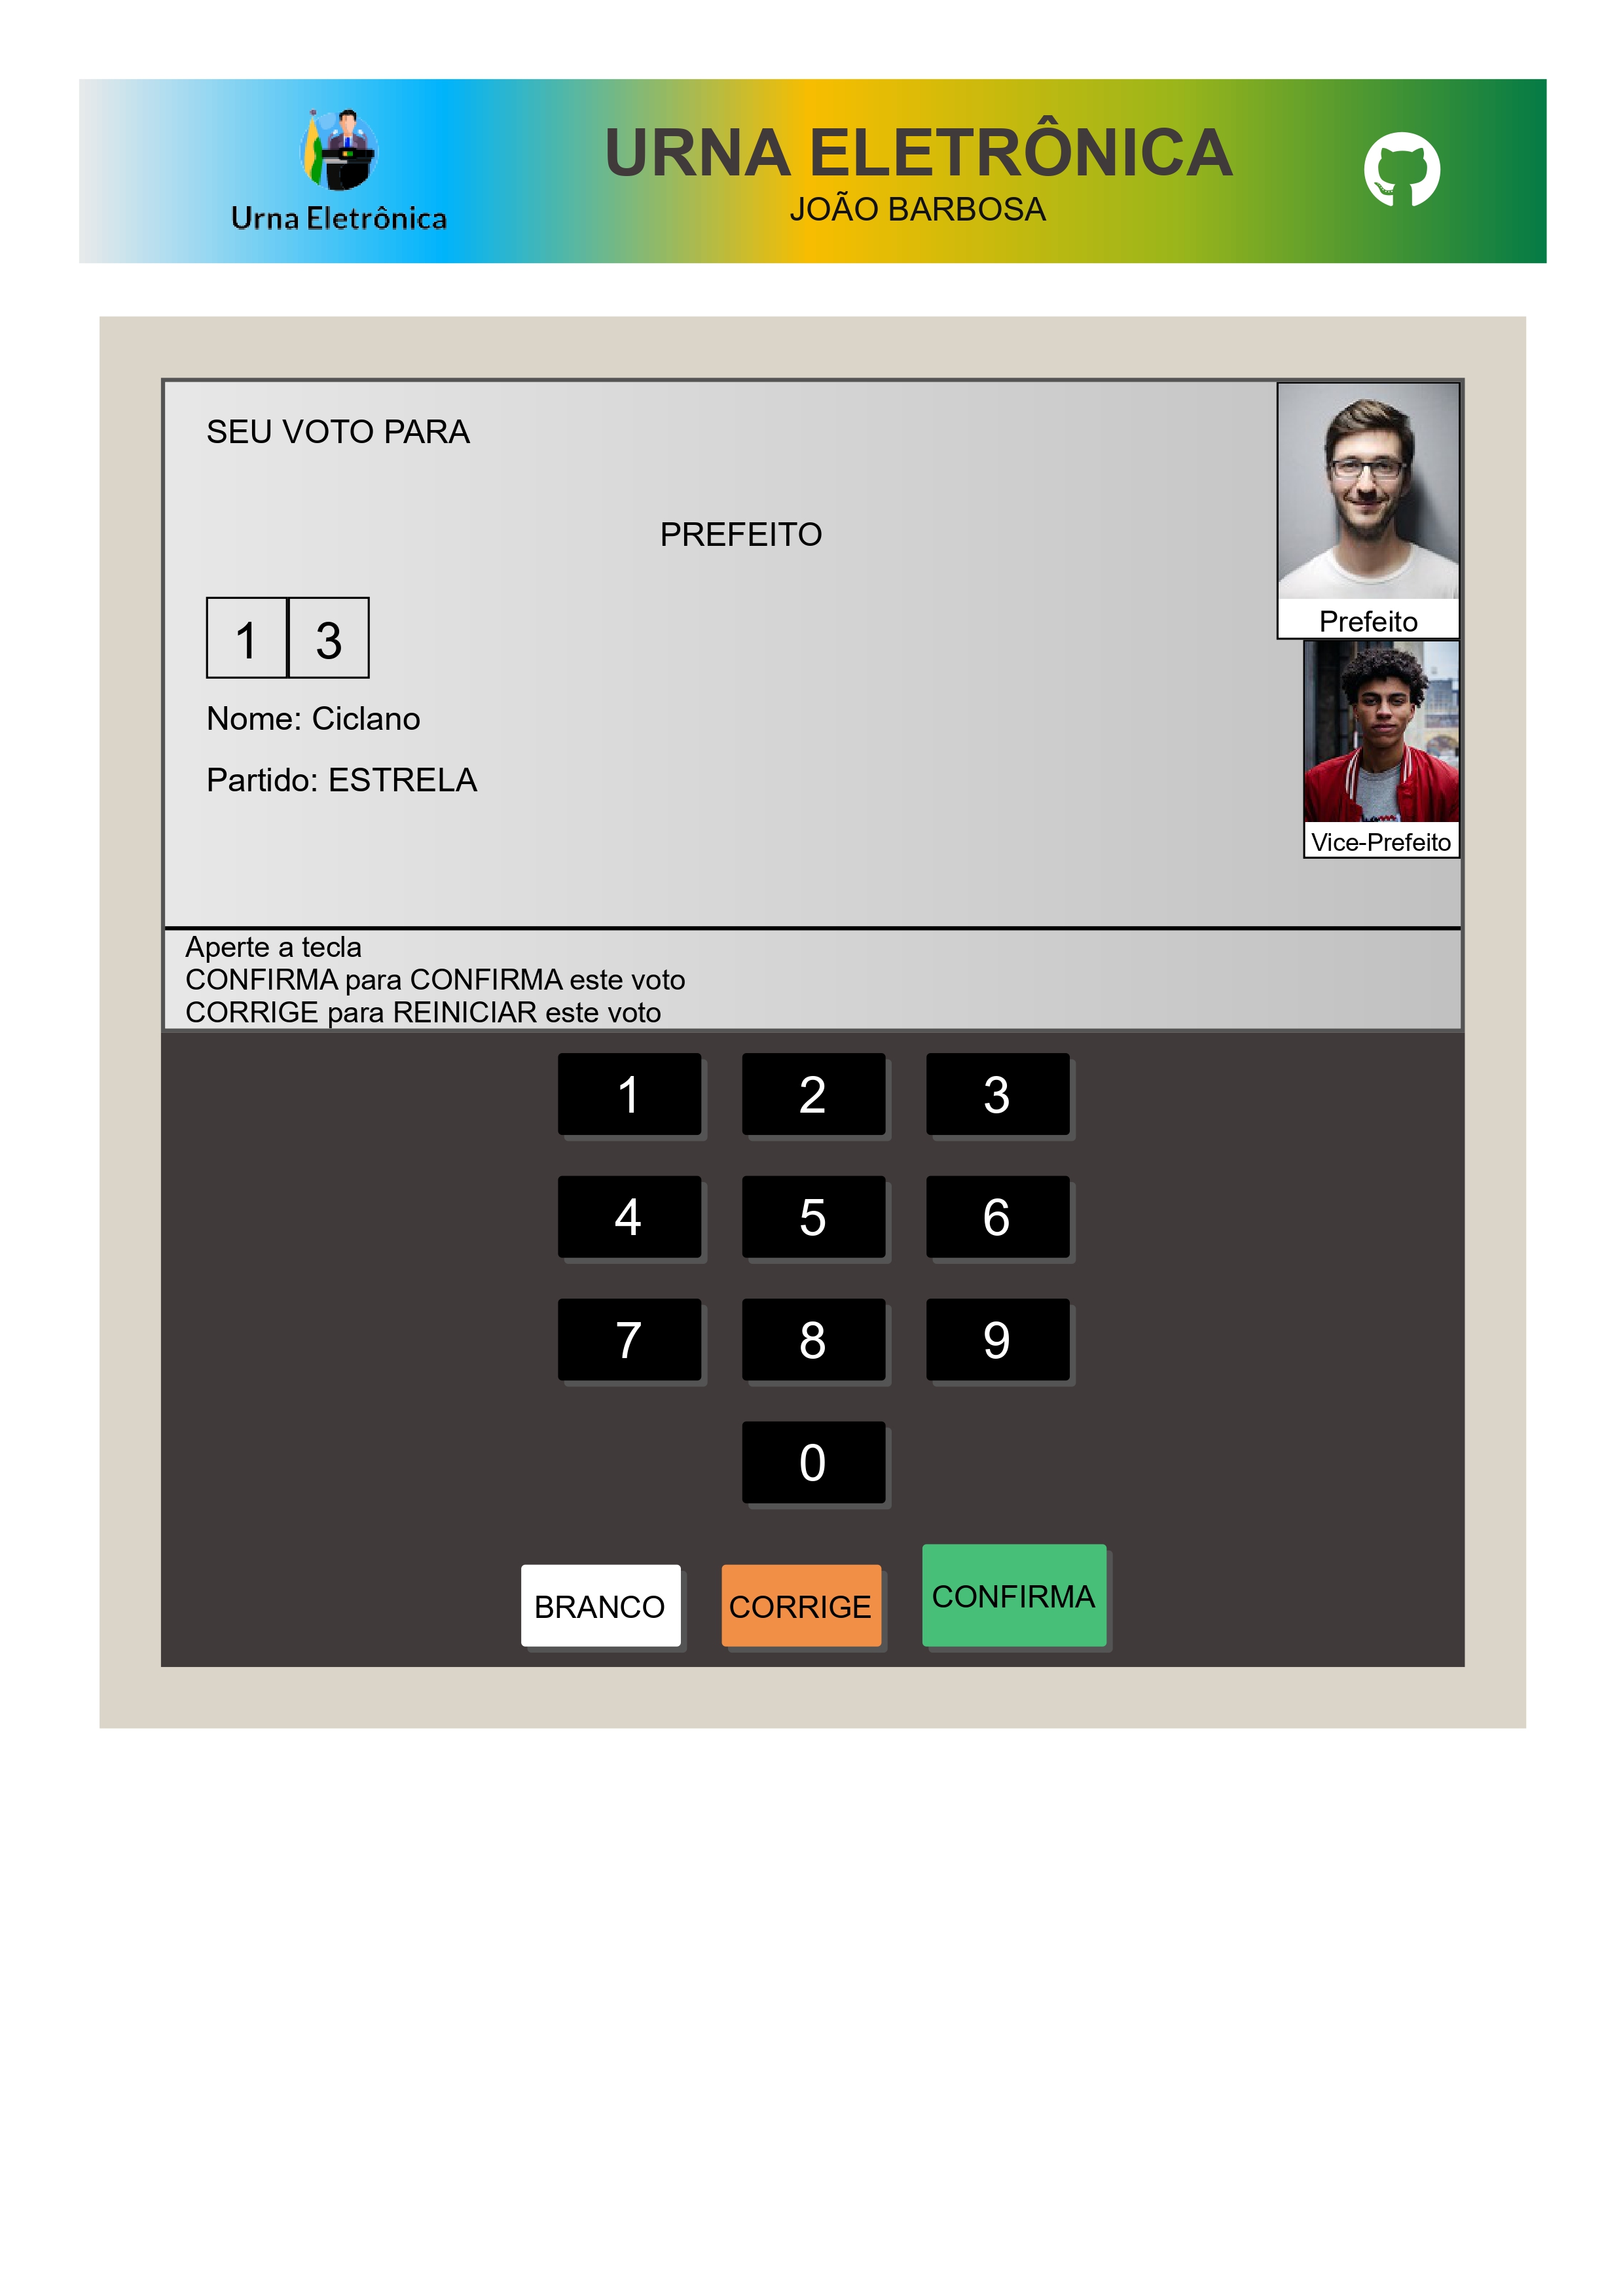 Urna Eletrônica
URNA ELETRÔNICA
JOÃO BARBOSA
SEU VOTO PARA
PREFEITO
1 3
Nome: Ciclano
Partido: ESTRELA
Prefeito
Vice-Prefeito
Aperte a tecla
CONFIRMA para CONFIRMA este voto
CORRIGE para REINICIAR este voto
1 2 3
4 5 6
7 8 9
0
BRANCO CORRIGE CONFIRMA